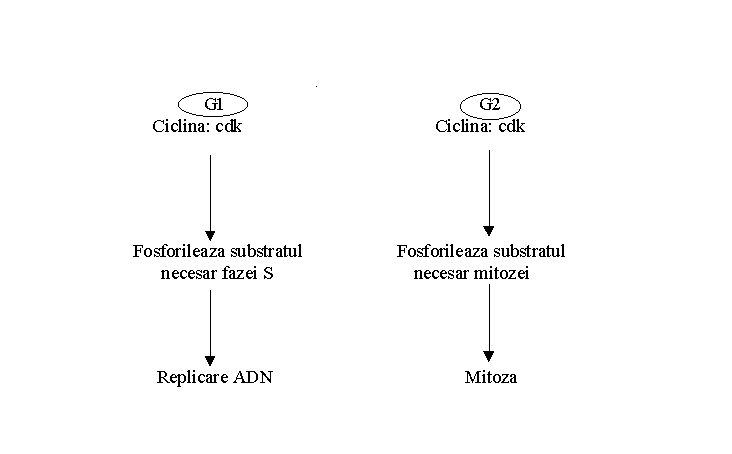 G1
Ciclina: cdk
Fosforileaza substratul
necesar fazei S
Replicare ADN
G2
Ciclina: cdk
Fosforileaza substratul
necesar mitozei
Mitoza